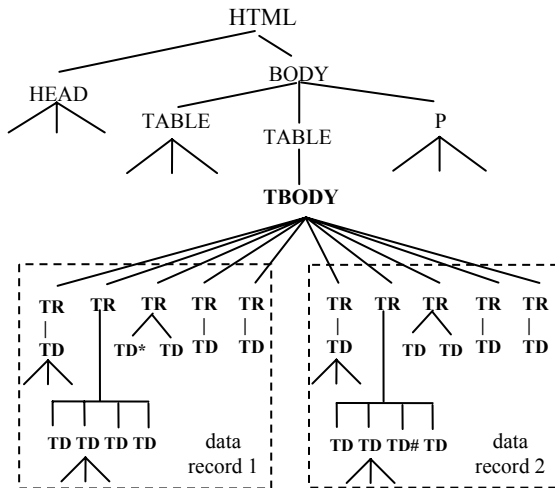 HTML
HEAD BODY
TABLE TABLE P
TBODY
TR TR TR TR TR TR TR TR TR TR
TD TD* TD TD TD TD TD TD TD TD
TD TD TD TD TD TD TD# TD
data
record 1
data
record 2